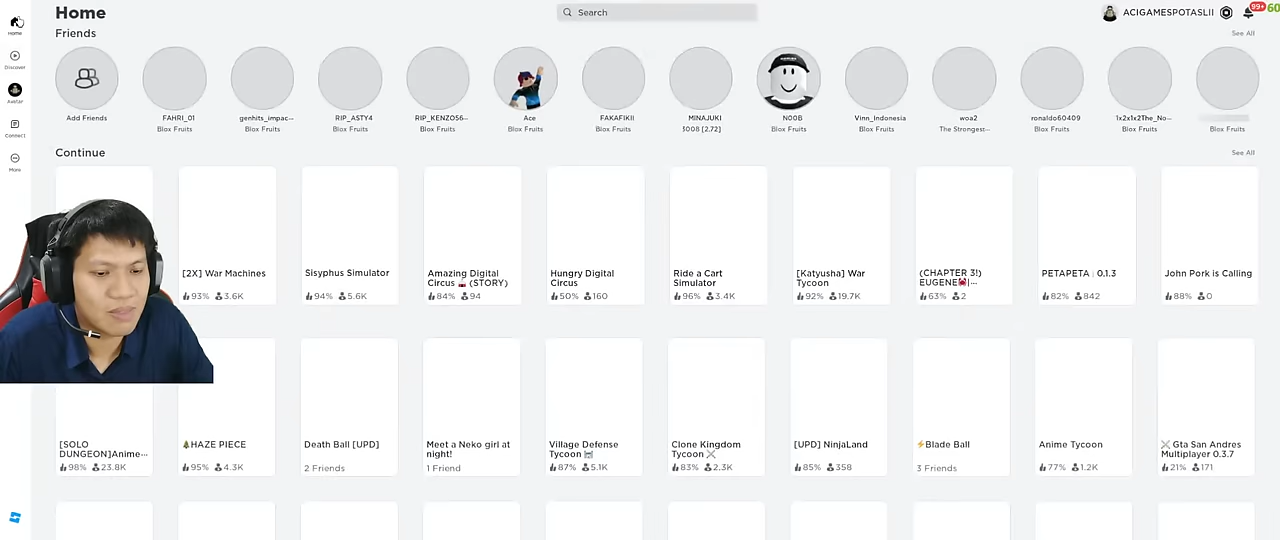 Home
Search
ACIGAMESPOTASLII
99+
60
Home
Discover
Avatar
Connect
More
Friends
See All
Add Friends
FAHRI_01
Blox Fruits
genhits_impac...
Blox Fruits
RIP_ASTY4
Blox Fruits
RIP_KENZO56...
Blox Fruits
Ace
Blox Fruits
FAKAFIKII
Blox Fruits
MINAJUKI
3008 [2.72]
N00B
Blox Fruits
Vinn_Indonesia
Blox Fruits
woa2
The Strongest...
ronaldo60409
Blox Fruits
1x2x1x2The_No...
Blox Fruits
Blox Fruits
Continue
See All
[2X] War Machines
93% 3.6K
Sisyphus Simulator
94% 5.6K
Amazing Digital
Circus 🎪 (STORY)
84% 94
Hungry Digital
Circus
50% 160
Ride a Cart
Simulator
96% 3.4K
[Katyusha] War
Tycoon
92% 19.7K
(CHAPTER 3!)
EUGENE|...
63% 2
PETAPETA | 0,1.3
82% 842
John Pork is Calling
88% 0
[SOLO
DUNGEON]Anime...
98% 23.8K
🌲HAZE PIECE
95% 4.3K
Death Ball [UPD]
2 Friends
Meet a Neko girl at
night!
1 Friend
Village Defense
Tycoon
87% 5.1K
Clone Kingdom
Tycoon ⚔
83% 2.3K
[UPD] NinjaLand
85% 358
⚡Blade Ball
3 Friends
Anime Tycoon
77% 1.2K
⚔ Gta San Andres
Multiplayer 0.3.7
21% 171